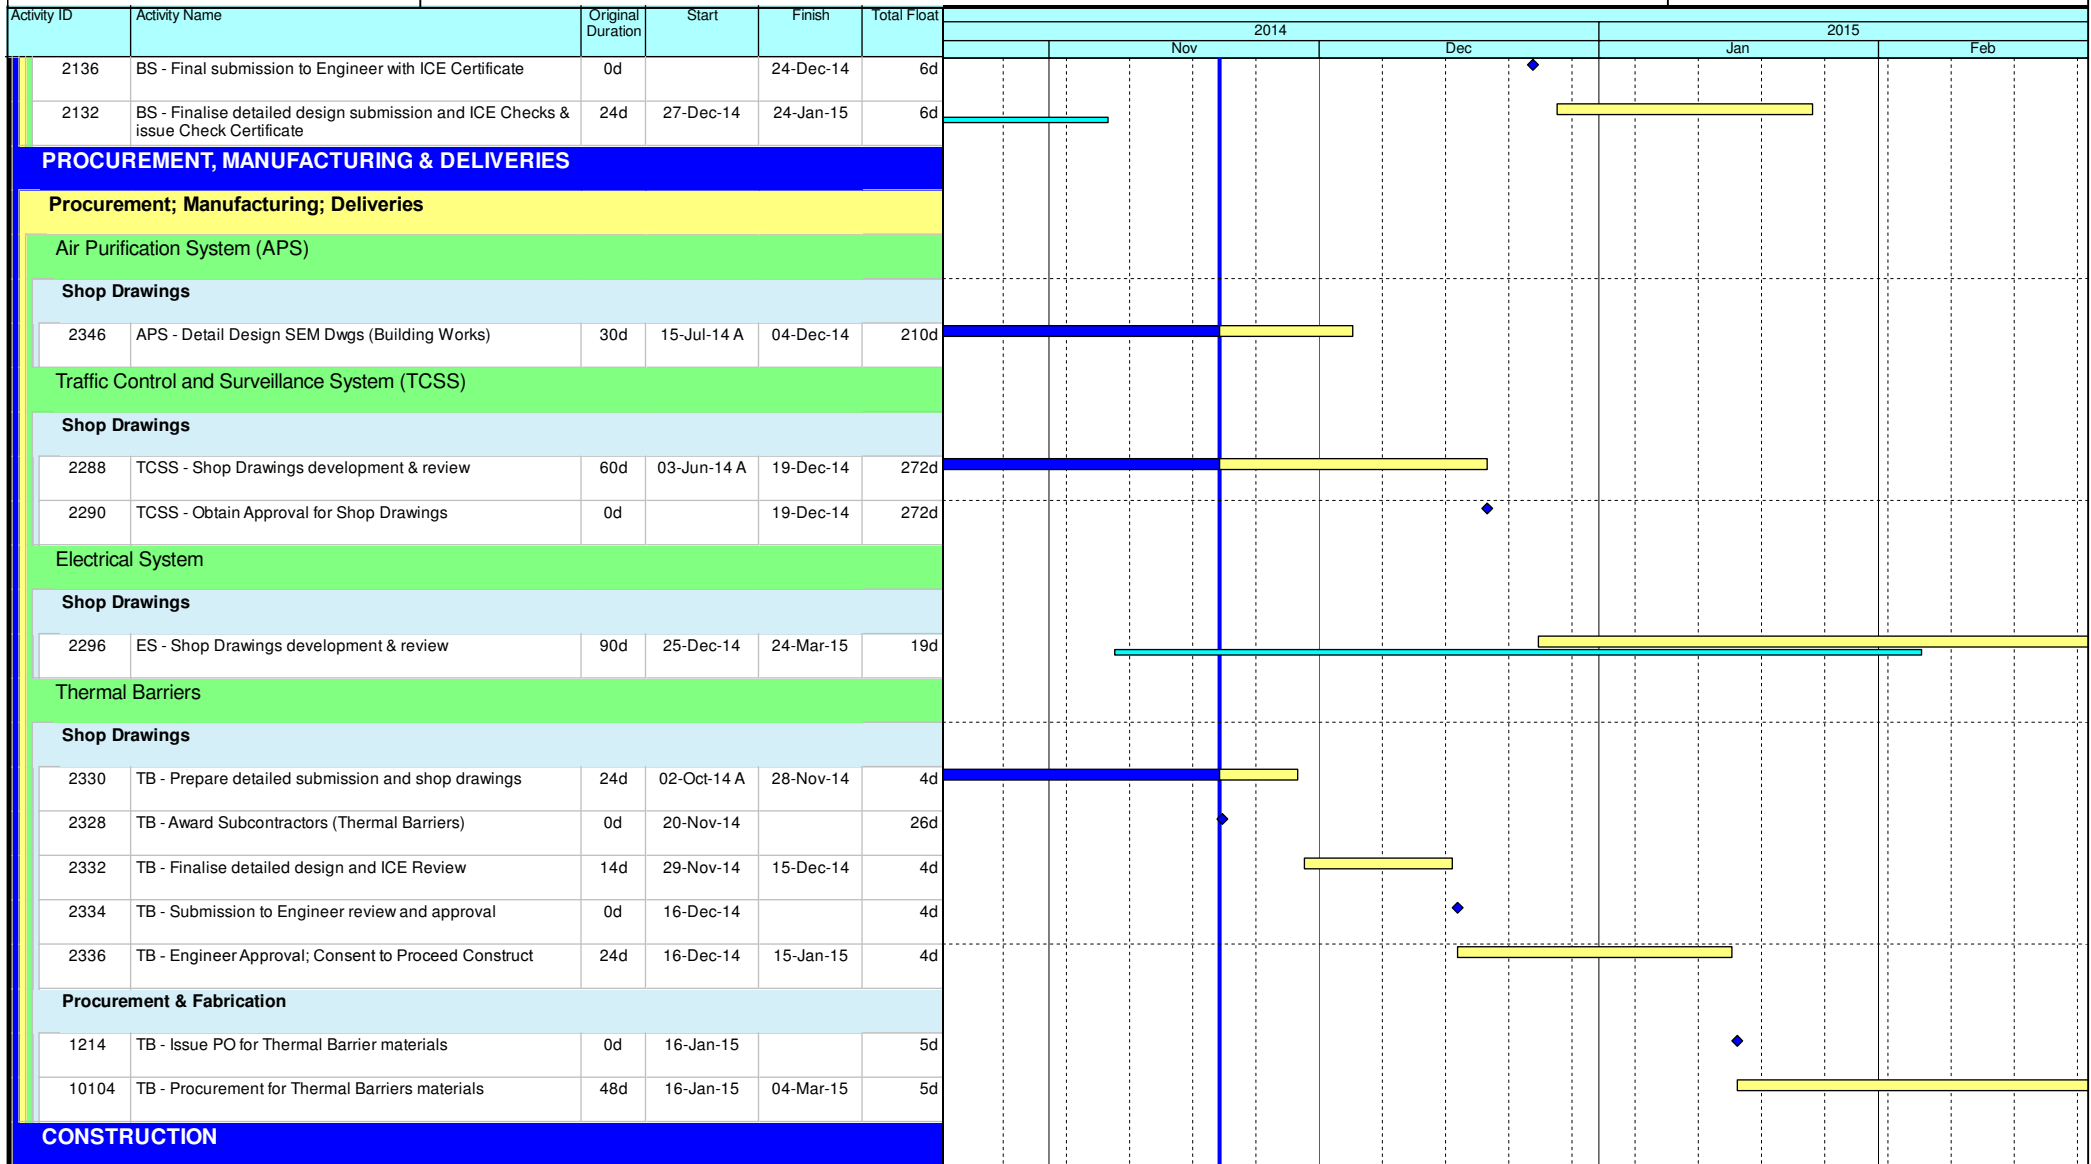 Activity ID Activity Name Original Duration Start Finish Total Float
2014 2015
Nov Dec Jan Feb
2136 BS - Final submission to Engineer with ICE Certificate 0d 24-Dec-14 6d
2132 BS - Finalise detailed design submission and ICE Checks & 24d 27-Dec-14 24-Jan-15 6d
issue Check Certificate
PROCUREMENT, MANUFACTURING & DELIVERIES
Procurement; Manufacturing; Deliveries
Air Purification System (APS)
Shop Drawings
2346 APS - Detail Design SEM Dwgs (Building Works) 30d 15-Jul-14 A 04-Dec-14 210d
Traffic Control and Surveillance System (TCSS)
Shop Drawings
2288 TCSS - Shop Drawings development & review 60d 03-Jun-14 A 19-Dec-14 272d
2290 TCSS - Obtain Approval for Shop Drawings 0d 19-Dec-14 272d
Electrical System
Shop Drawings
2296 ES - Shop Drawings development & review 90d 25-Dec-14 24-Mar-15 19d
Thermal Barriers
Shop Drawings
2330 TB - Prepare detailed submission and shop drawings 24d 02-Oct-14 A 28-Nov-14 4d
2328 TB - Award Subcontractors (Thermal Barriers) 0d 20-Nov-14 26d
2332 TB - Finalise detailed design and ICE Review 14d 29-Nov-14 15-Dec-14 4d
2334 TB - Submission to Engineer review and approval 0d 16-Dec-14 4d
2336 TB - Engineer Approval; Consent to Proceed Construct 24d 16-Dec-14 15-Jan-15 4d
Procurement & Fabrication
1214 TB - Issue PO for Thermal Barrier materials 0d 16-Jan-15 5d
10104 TB - Procurement for Thermal Barriers materials 48d 16-Jan-15 04-Mar-15 5d
CONSTRUCTION